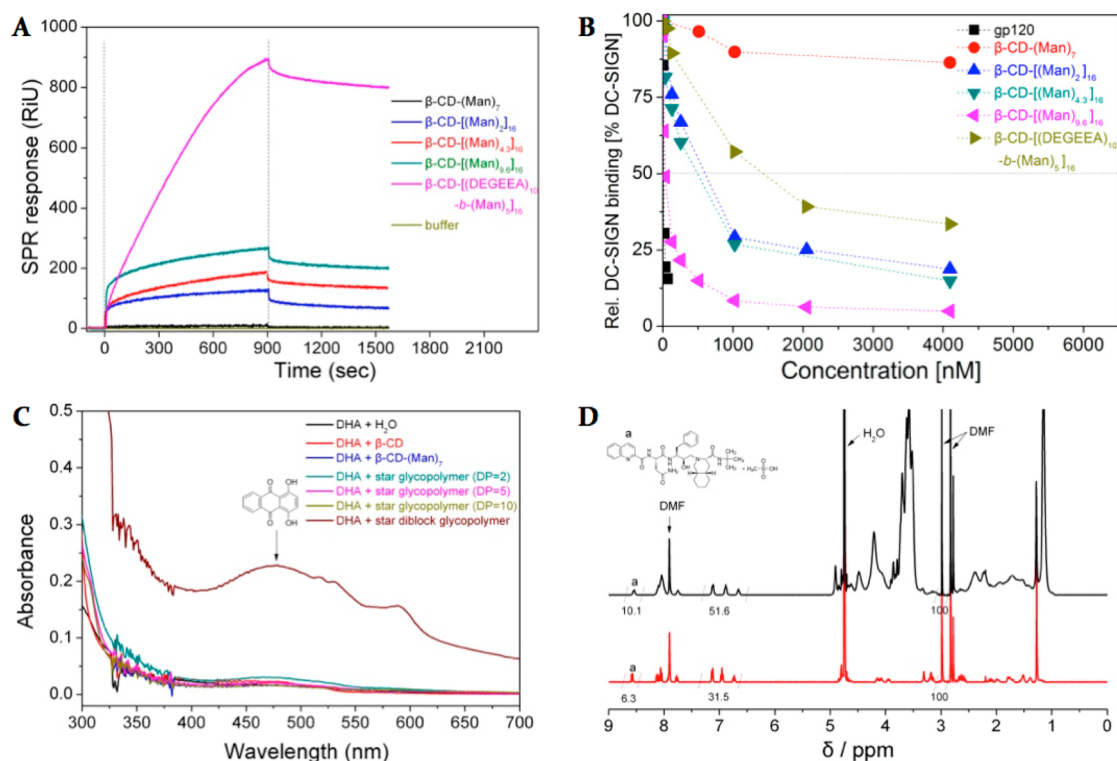 A
SPR response (RiU)
1000
800
600
400
200
0
0
300
600
900
1200
1500
1800
2100
Time (sec)
β-CD-(Man)7
β-CD-[(Man)2]16
β-CD-[(Man)4.3]16
β-CD-[(Man)9.6]16
β-CD-[(DEGEEA)10
-b-(Man)5]16
buffer
B
Rel. DC-SIGN binding [% DC-SIGN]
100
75
50
25
0
0
1000
2000
3000
4000
5000
6000
Concentration [nM]
gp120
β-CD-(Man)7
β-CD-[(Man)2]16
β-CD-[(Man)4.3]16
β-CD-[(Man)9.6]16
β-CD-[(DEGEEA)10
-b-(Man)5]16
C
Absorbance
0.5
0.4
0.3
0.2
0.1
0.0
300
350
400
450
500
550
600
650
700
Wavelength (nm)
DHA + H2O
DHA + β-CD
DHA + β-CD-(Man)7
DHA + star glycopolymer (DP=2)
DHA + star glycopolymer (DP=5)
DHA + star glycopolymer (DP=10)
DHA + star diblock glycopolymer
O
OH
O
OH
D
a
H2O
DMF
DMF
a
10.1
51.6
100
a
6.3
31.5
100
9
8
7
6
5
4
3
2
1
0
δ / ppm